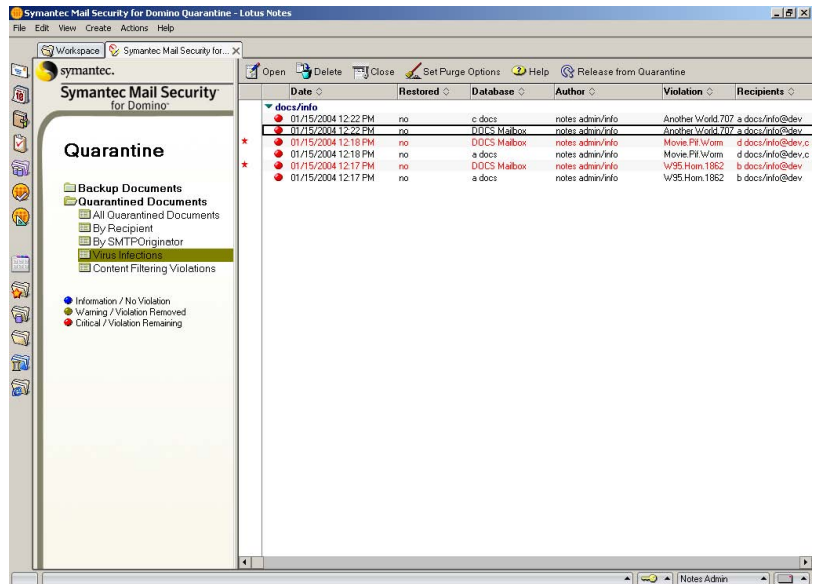 Symantec Mail Security for Domino Quarantine - Lotus Notes
File Edit View Create Actions Help
Workspace Symantec Mail Security for...
symantec.
Symantec Mail Security
for Domino
Open Delete Close Set Purge Options Help Release from Quarantine
Date Restored Database Author Violation Recipients
docs/info
01/15/2004 12:22 PM no c docs notes admin/info Another World.707 a docs/info@dev
01/15/2004 12:22 PM no DOCS Mailbox notes admin/info Another World.707 a docs/info@dev
01/15/2004 12:18 PM no DOCS Mailbox notes admin/info Movie.Pif.Worm d docs/info@dev,c
01/15/2004 12:18 PM no a docs notes admin/info Movie.Pif.Worm d docs/info@dev,c
01/15/2004 12:17 PM no DOCS Mailbox notes admin/info W95.Horn.1862 b docs/info@dev
01/15/2004 12:17 PM no a docs notes admin/info W95.Horn.1862 b docs/info@dev
Quarantine
Backup Documents
Quarantined Documents
All Quarantined Documents
By Recipient
By SMTPOriginator
Virus Infections
Content Filtering Violations
Information / No Violation
Warning / Violation Removed
Critical / Violation Remaining
Notes Admin